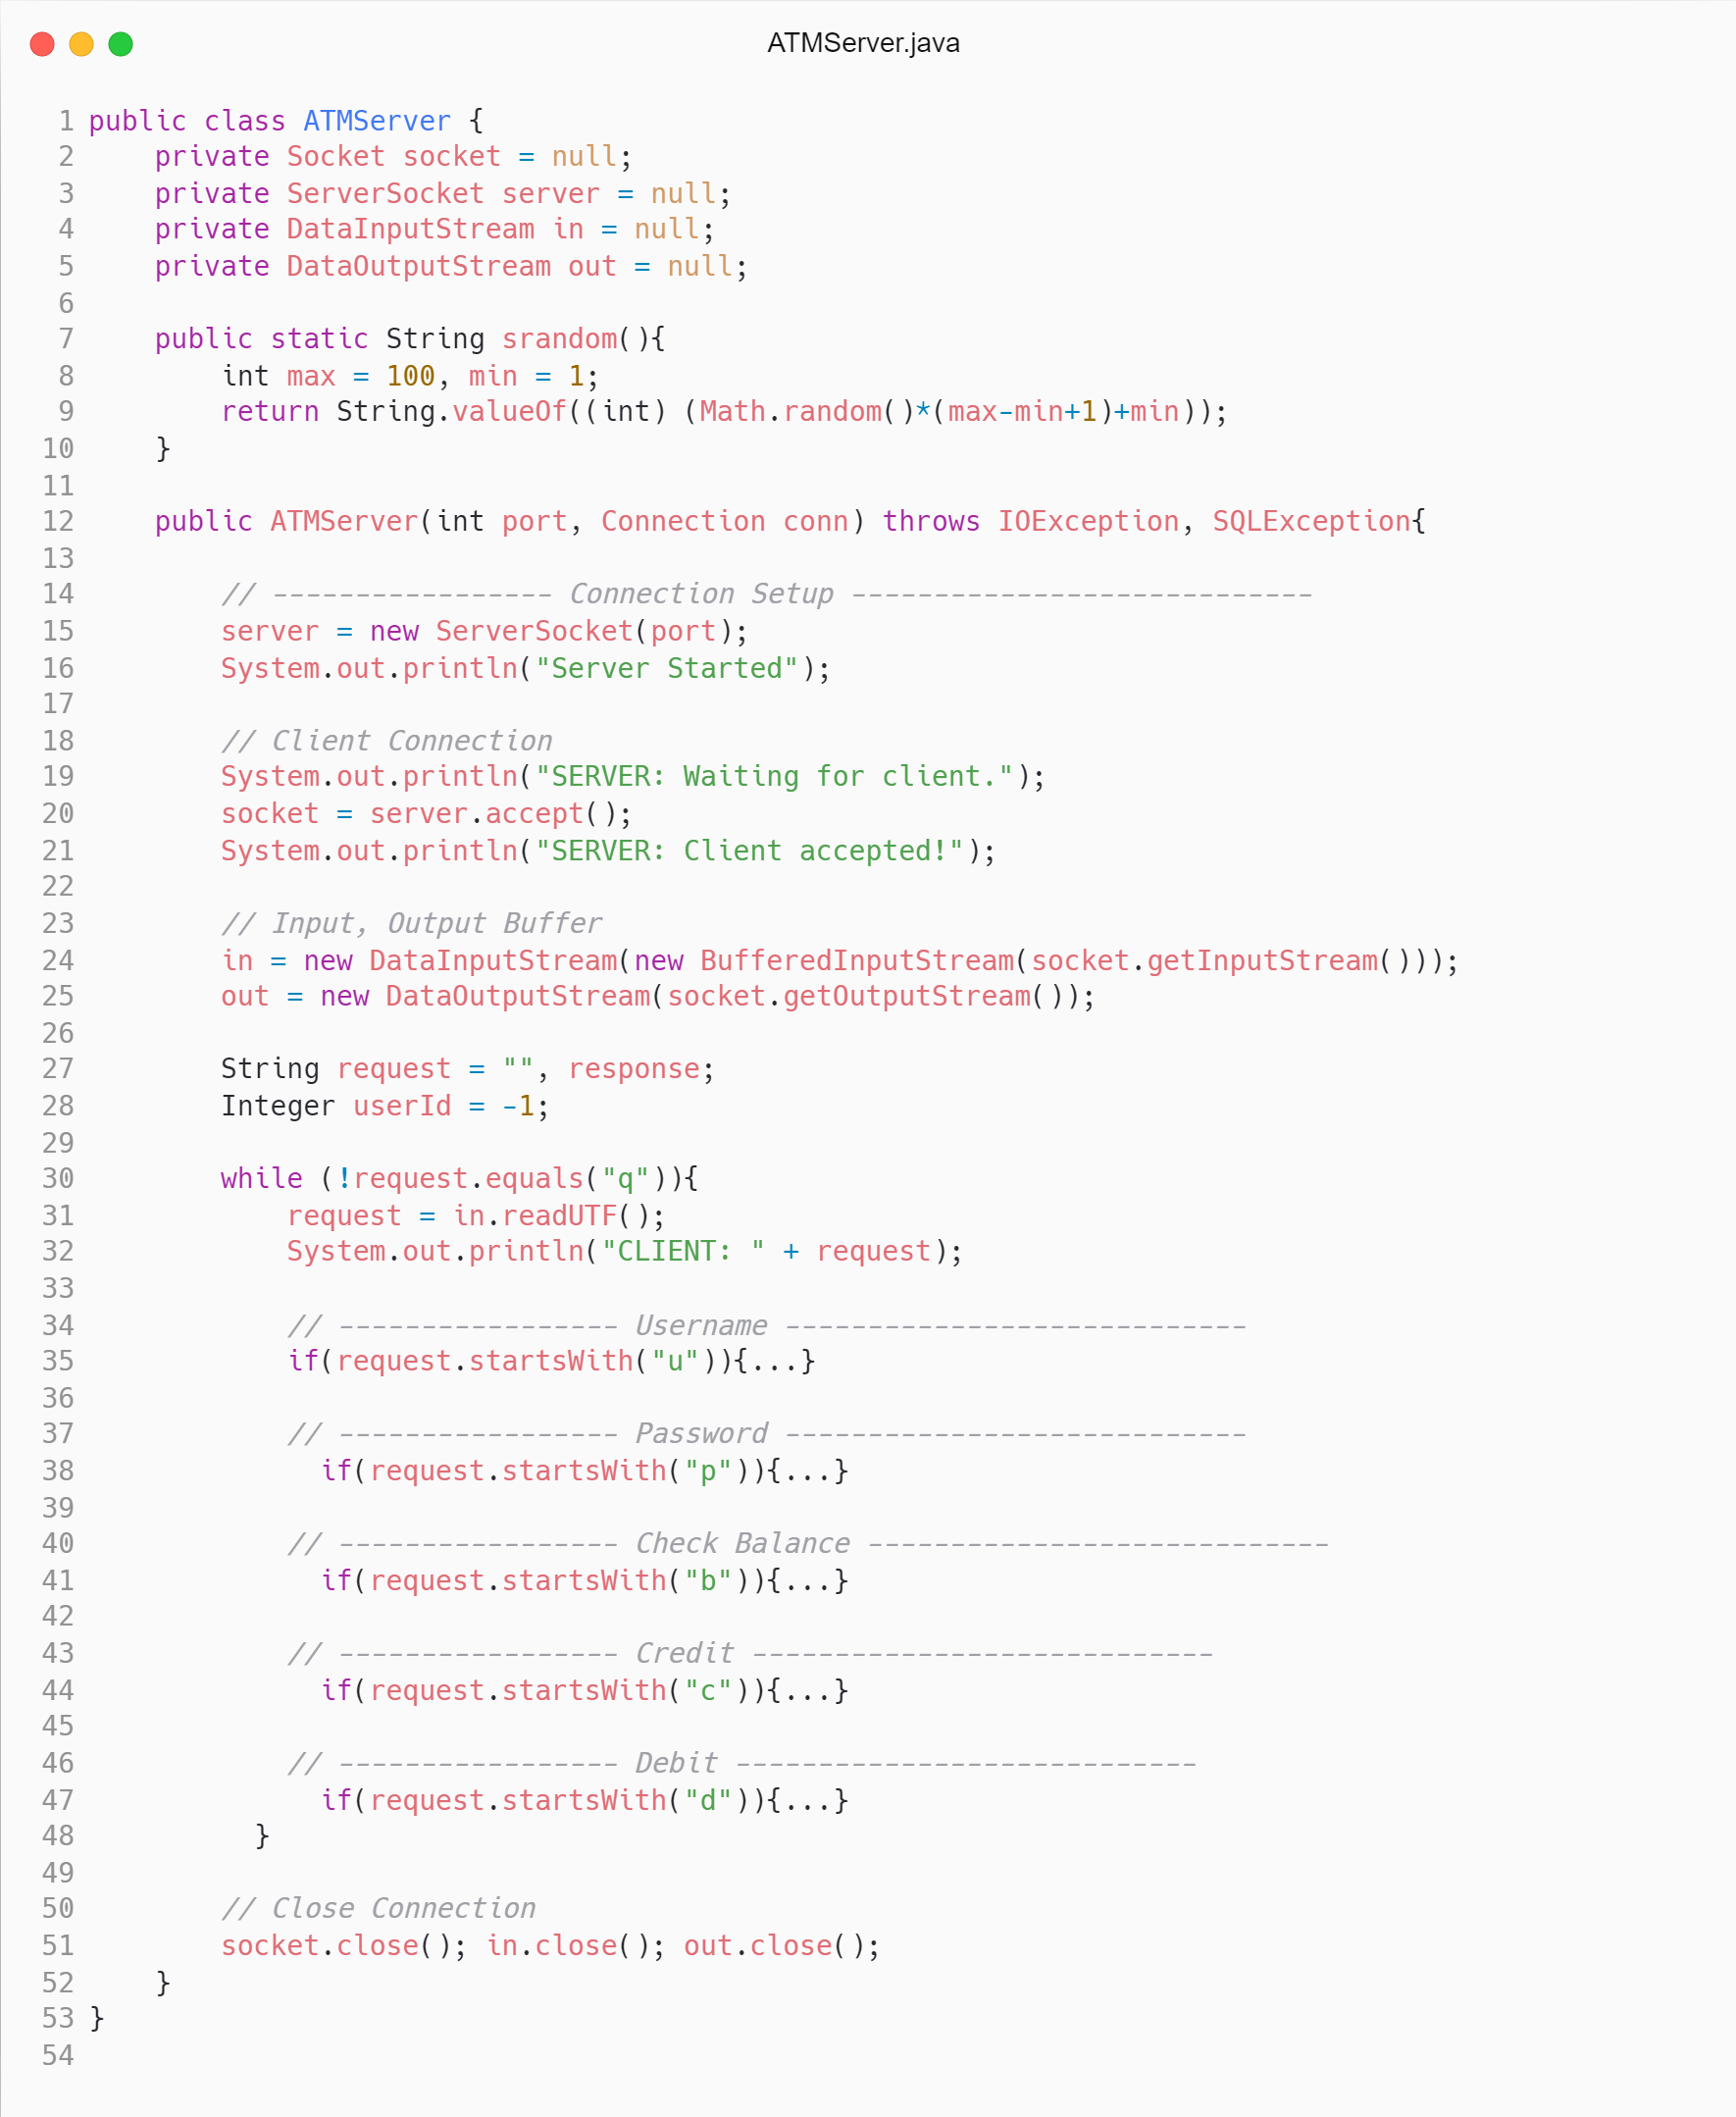 ATMServer.java
1 public class ATMServer {
2     private Socket socket = null;
3     private ServerSocket server = null;
4     private DataInputStream in = null;
5     private DataOutputStream out = null;
6
7     public static String srandom(){
8         int max = 100, min = 1;
9         return String.valueOf((int) (Math.random()*(max-min+1)+min));
10     }
11
12     public ATMServer(int port, Connection conn) throws IOException, SQLException{
13
14         // ----------------- Connection Setup ----------------------------
15         server = new ServerSocket(port);
16         System.out.println("Server Started");
17
18         // Client Connection
19         System.out.println("SERVER: Waiting for client.");
20         socket = server.accept();
21         System.out.println("SERVER: Client accepted!");
22
23         // Input, Output Buffer
24         in = new DataInputStream(new BufferedInputStream(socket.getInputStream()));
25         out = new DataOutputStream(socket.getOutputStream());
26
27         String request = "", response;
28         Integer userId = -1;
29
30         while (!request.equals("q")){
31             request = in.readUTF();
32             System.out.println("CLIENT: " + request);
33
34             // ----------------- Username ----------------------------
35             if(request.startsWith("u")){...}
36
37             // ----------------- Password ----------------------------
38               if(request.startsWith("p")){...}
39
40             // ----------------- Check Balance ----------------------------
41               if(request.startsWith("b")){...}
42
43             // ----------------- Credit ----------------------------
44               if(request.startsWith("c")){...}
45
46             // ----------------- Debit ----------------------------
47               if(request.startsWith("d")){...}
48           }
49
50         // Close Connection
51         socket.close(); in.close(); out.close();
52     }
53 }
54